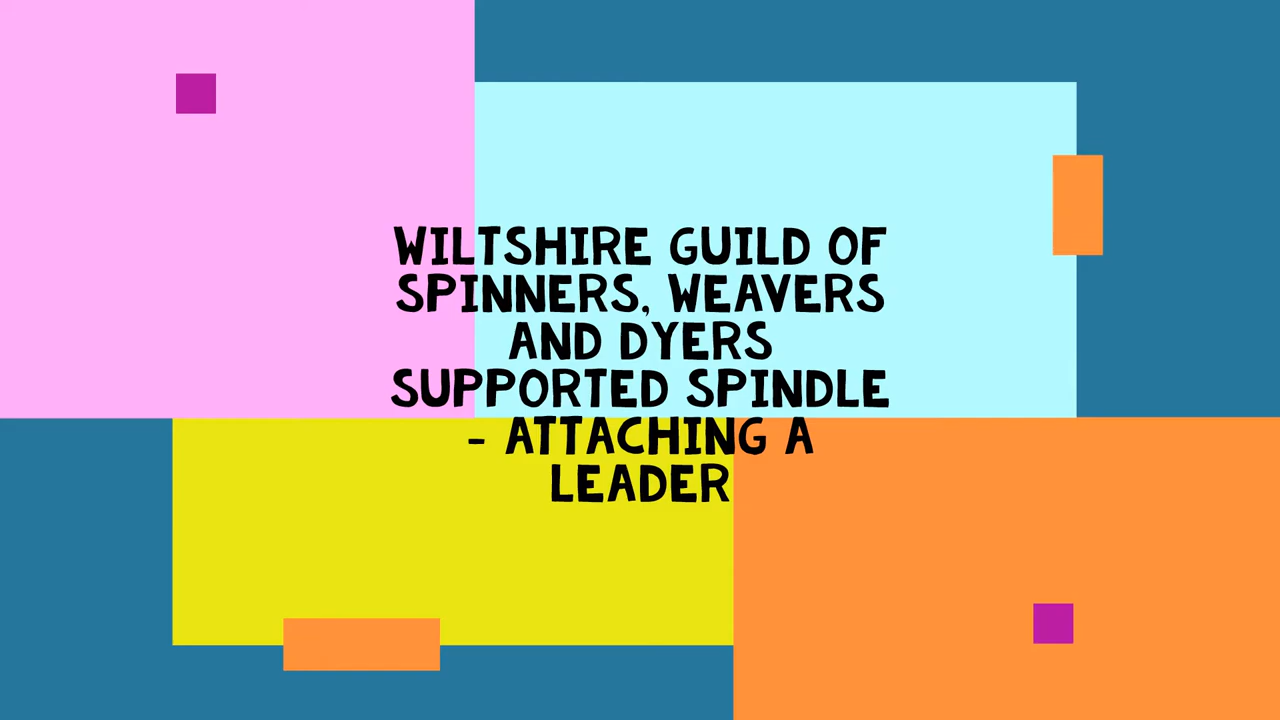 WILTSHIRE GUILD OF
SPINNERS, WEAVERS
AND DYERS
SUPPORTED SPINDLE
- ATTACHING A
LEADER